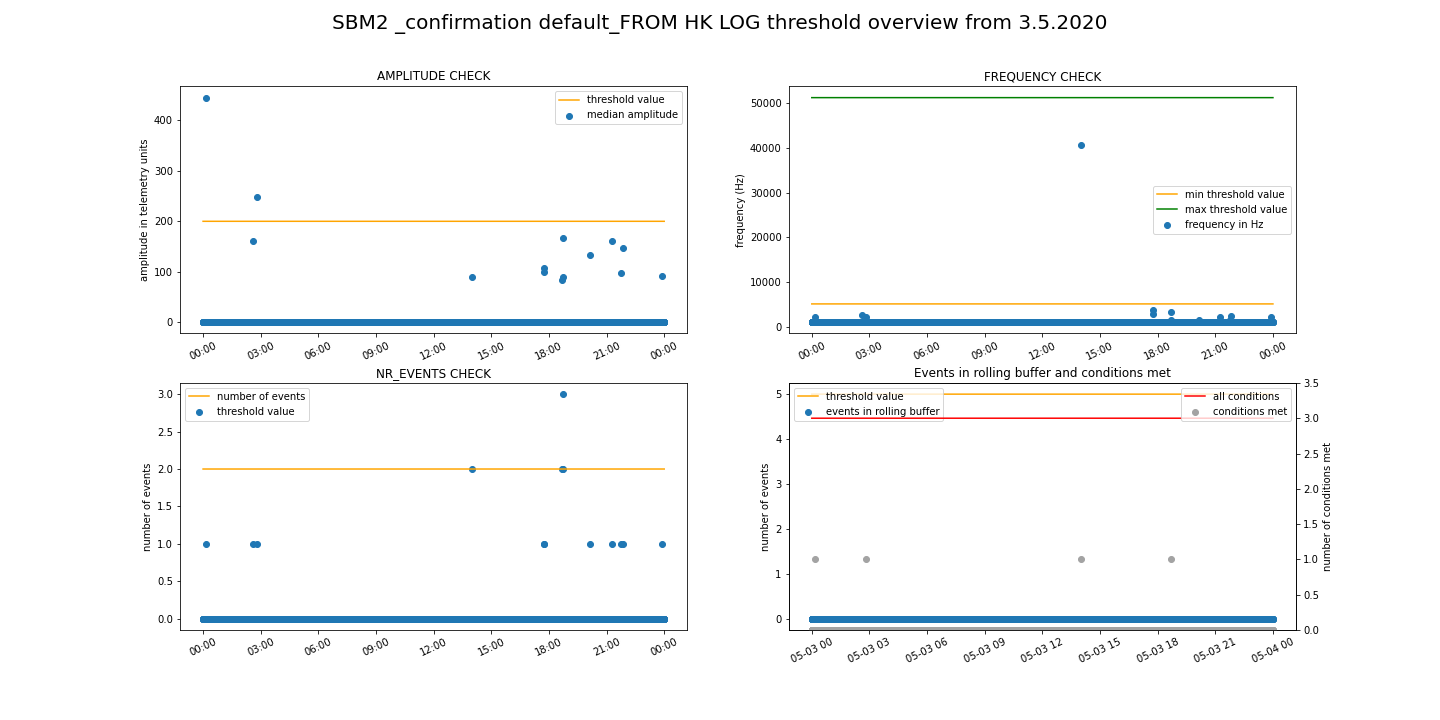 SBM2 _confirmation default_FROM HK LOG threshold overview from 3.5.2020
AMPLITUDE CHECK
threshold value
median amplitude
amplitude in telemetry units
400
300
200
100
0
00:00 03:00 06:00 09:00 12:00 15:00 18:00 21:00 00:00
FREQUENCY CHECK
min threshold value
max threshold value
frequency in Hz
frequency (Hz)
50000
40000
30000
20000
10000
0
00:00 03:00 06:00 09:00 12:00 15:00 18:00 21:00 00:00
NR_EVENTS CHECK
number of events
threshold value
number of events
3.0
2.5
2.0
1.5
1.0
0.5
0.0
00:00 03:00 06:00 09:00 12:00 15:00 18:00 21:00 00:00
Events in rolling buffer and conditions met
threshold value
events in rolling buffer
all conditions
conditions met
number of events
5
4
3
2
1
0
3.5
3.0
2.5
2.0
1.5
1.0
0.5
0.0
number of conditions met
05-03 00 05-03 03 05-03 06 05-03 09 05-03 12 05-03 15 05-03 18 05-03 21 05-04 00